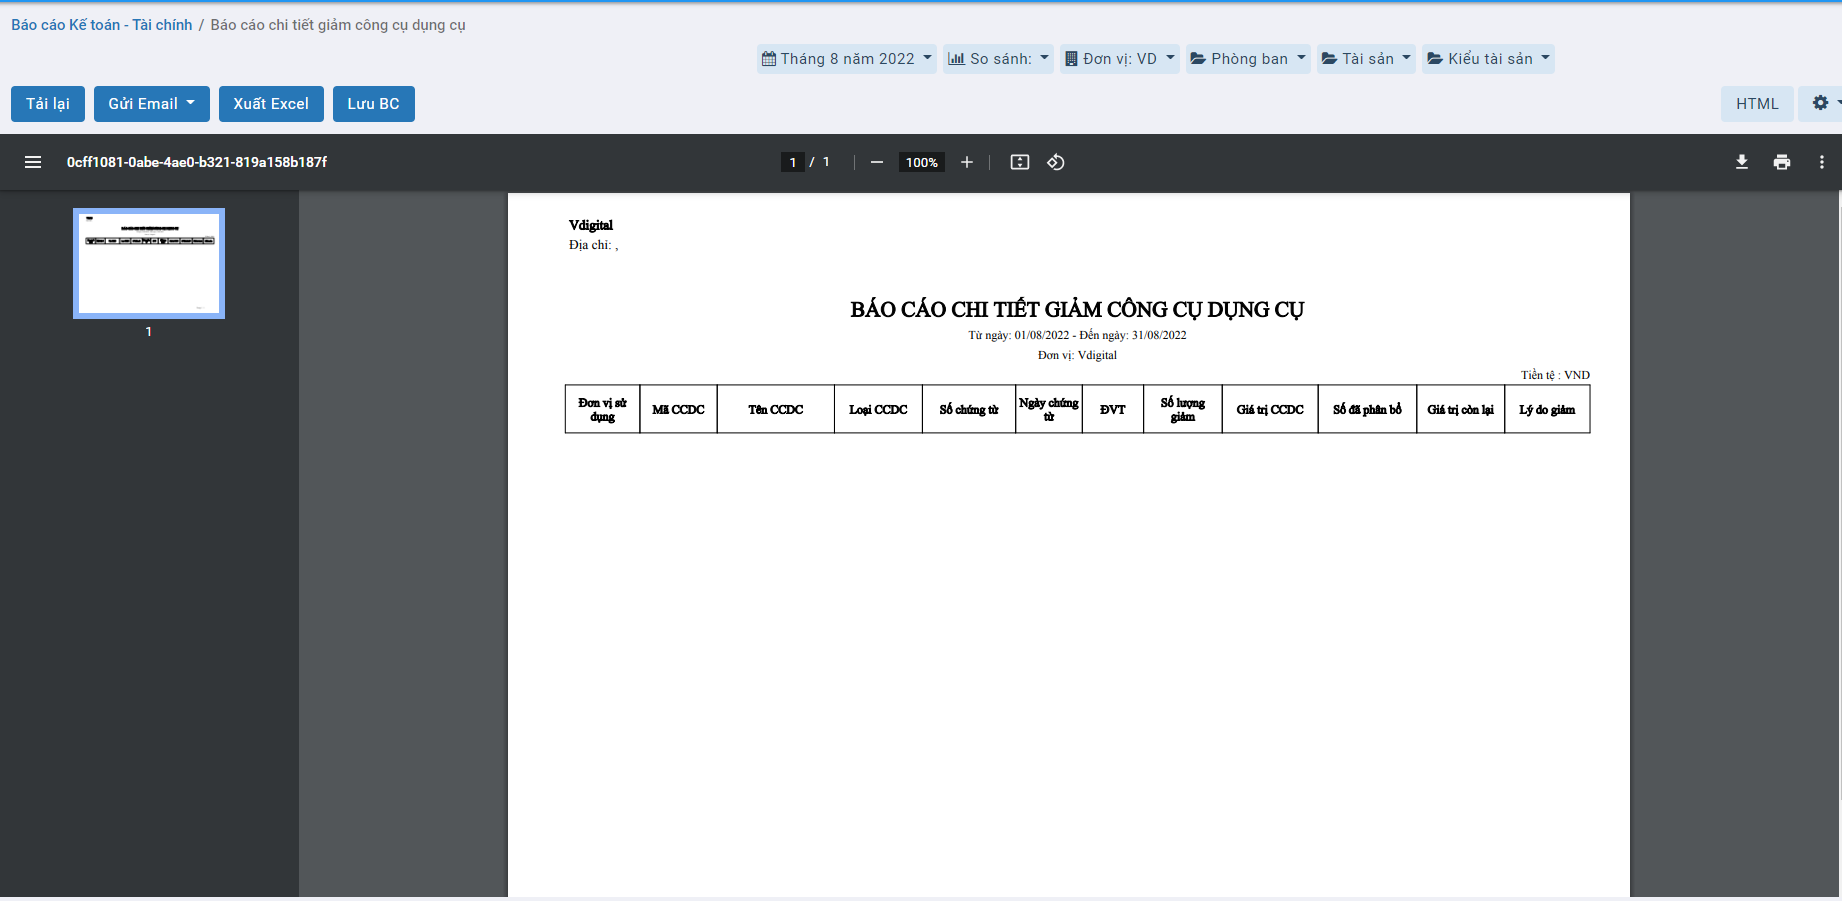 Báo cáo Kế toán - Tài chính / Báo cáo chi tiết giảm công cụ dụng cụ
Tháng 8 năm 2022 So sánh: Đơn vị: VD Phòng ban Tài sản Kiểu tài sản
Tải lại Gửi Email Xuất Excel Lưu BC HTML
0cff1081-0abe-4ae0-b321-819a158b187f 1 / 1 100%
1
Vdigital
Địa chỉ: ,
BÁO CÁO CHI TIẾT GIẢM CÔNG CỤ DỤNG CỤ
Từ ngày: 01/08/2022 - Đến ngày: 31/08/2022
Đơn vị: Vdigital
Tiền tệ : VND
Đơn vị sử dụng Mã CCDC Tên CCDC Loại CCDC Số chứng từ Ngày chứng từ ĐVT Số lượng giảm Giá trị CCDC Số đã phân bổ Giá trị còn lại Lý do giảm